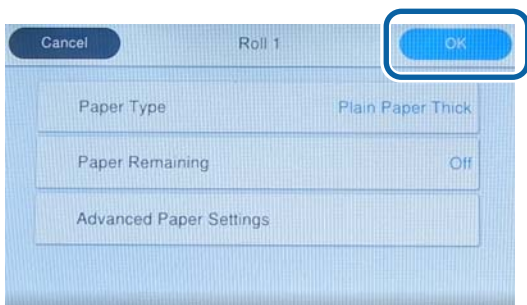 Cancel Roll 1 OK
Paper Type Plain Paper Thick
Paper Remaining Off
Advanced Paper Settings